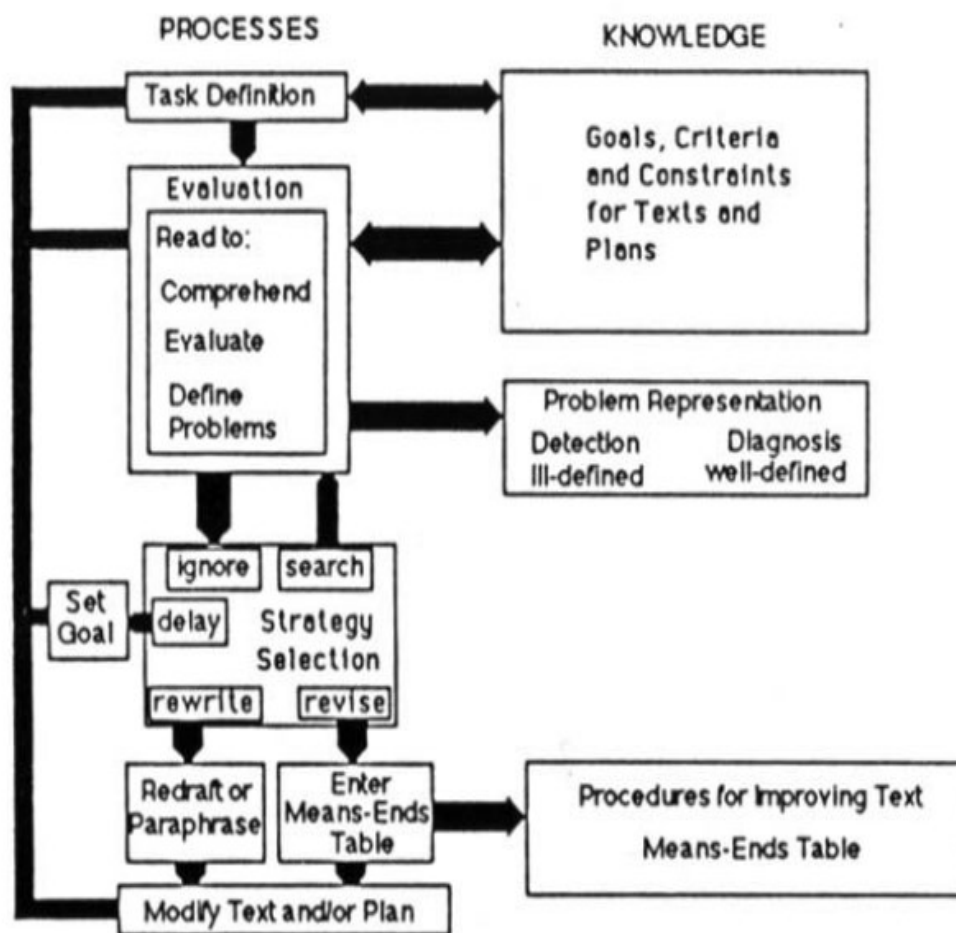 PROCESSES
KNOWLEDGE
Task Definition
Goals, Criteria
and Constraints
for Texts and
Plans
Evaluation
Read to:
Comprehend
Evaluate
Define
Problems
Problem Representation
Detection
Ill-defined
Diagnosis
well-defined
ignore
search
Set
Goal
delay
Strategy
Selection
rewrite
revise
Redraft or
Paraphrase
Enter
Means-Ends
Table
Procedures for Improving Text
Means-Ends Table
Modify Text and/or Plan